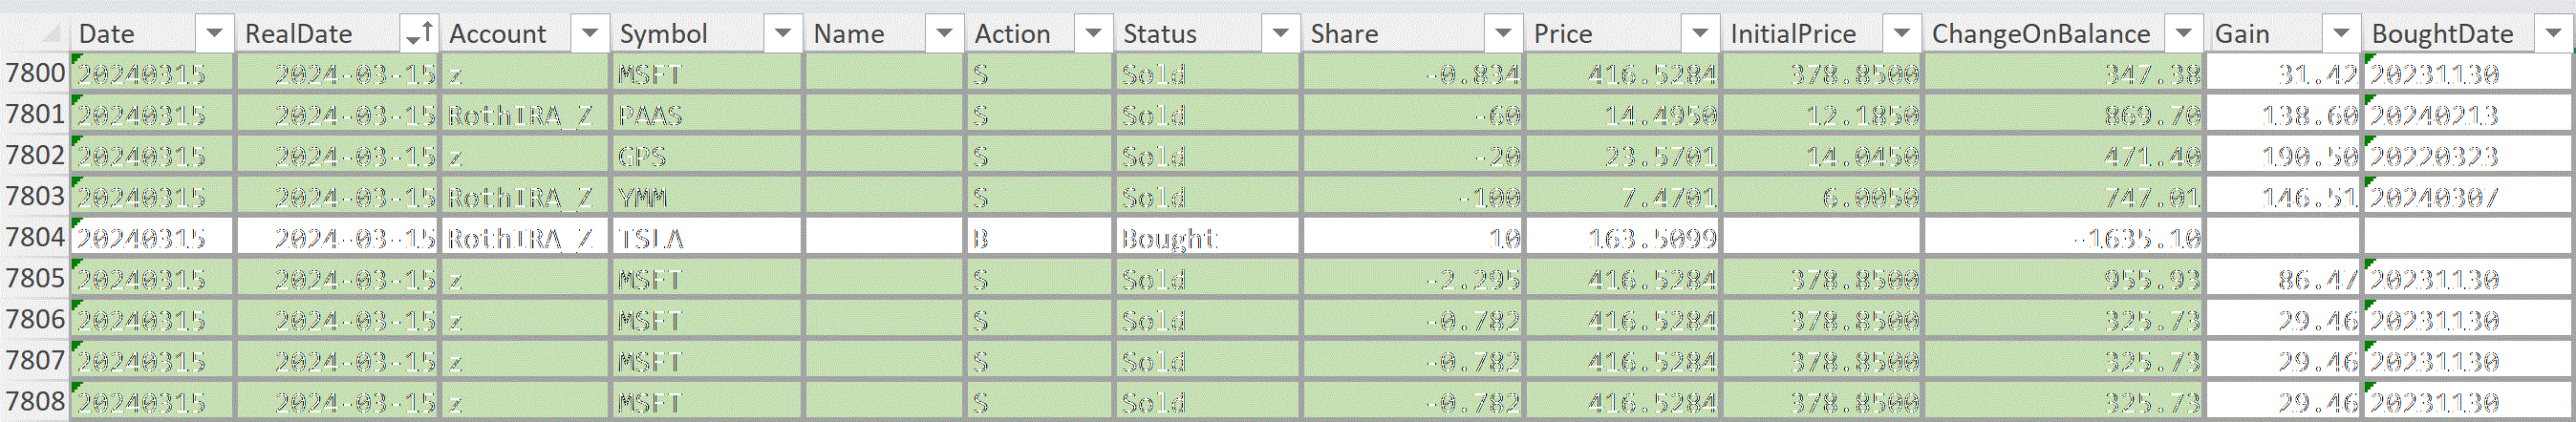 Date RealDate Account Symbol Name Action Status Share Price InitialPrice ChangeOnBalance Gain BoughtDate
7800 20240315 2024-03-15 z MSFT S Sold -0.834 416.5284 378.8500 347.38 31.42 20231130
7801 20240315 2024-03-15 RothIRA_Z PAAS S Sold -60 14.4950 12.1850 869.70 138.60 20240213
7802 20240315 2024-03-15 z GPS S Sold -20 23.5701 14.0450 471.40 190.50 20220323
7803 20240315 2024-03-15 RothIRA_Z YMM S Sold -100 7.4701 6.0050 747.01 146.51 20240307
7804 20240315 2024-03-15 RothIRA_Z TSLA B Bought 10 163.5099 -1635.10
7805 20240315 2024-03-15 z MSFT S Sold -2.295 416.5284 378.8500 955.93 86.47 20231130
7806 20240315 2024-03-15 z MSFT S Sold -0.782 416.5284 378.8500 325.73 29.46 20231130
7807 20240315 2024-03-15 z MSFT S Sold -0.782 416.5284 378.8500 325.73 29.46 20231130
7808 20240315 2024-03-15 z MSFT S Sold -0.782 416.5284 378.8500 325.73 29.46 20231130